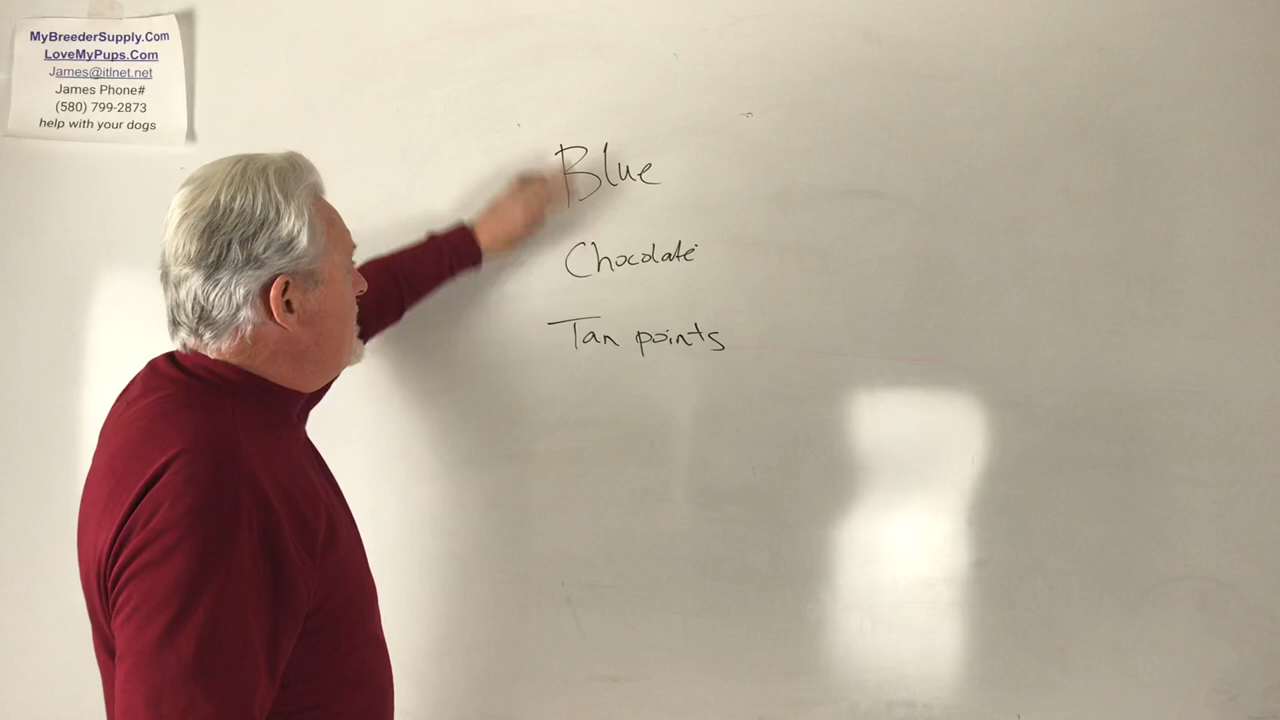 MyBreederSupply.Com
LoveMyPups.Com
James@itlnet.net
James Phone#
(580) 799-2873
help with your dogs
Blue
Chocolate
Tan points